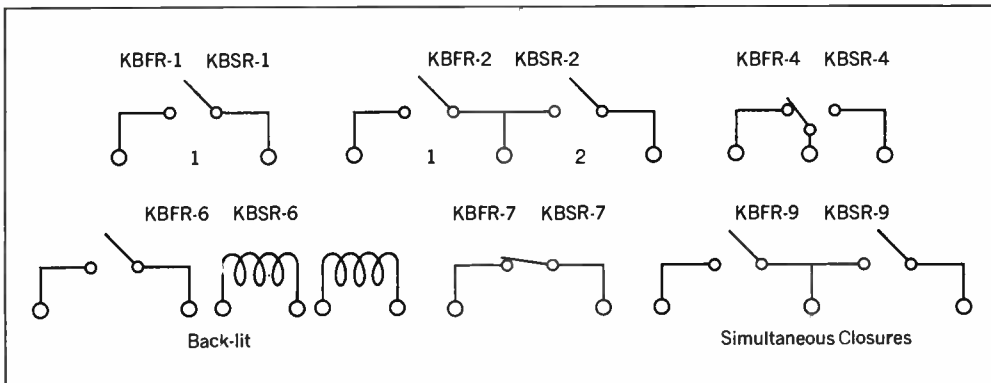 KBFR-1 KBSR-1
KBFR-2 KBSR-2
KBFR-4 KBSR-4
1
1
2
KBFR-6 KBSR-6
KBFR-7 KBSR-7
KBFR-9 KBSR-9
Back-lit
Simultaneous Closures